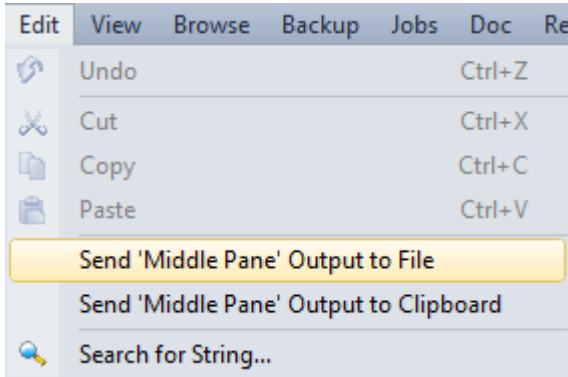 Edit View Browse Backup Jobs Doc Re
Undo Ctrl+Z
Cut Ctrl+X
Copy Ctrl+C
Paste Ctrl+V
Send 'Middle Pane' Output to File
Send 'Middle Pane' Output to Clipboard
Search for String...